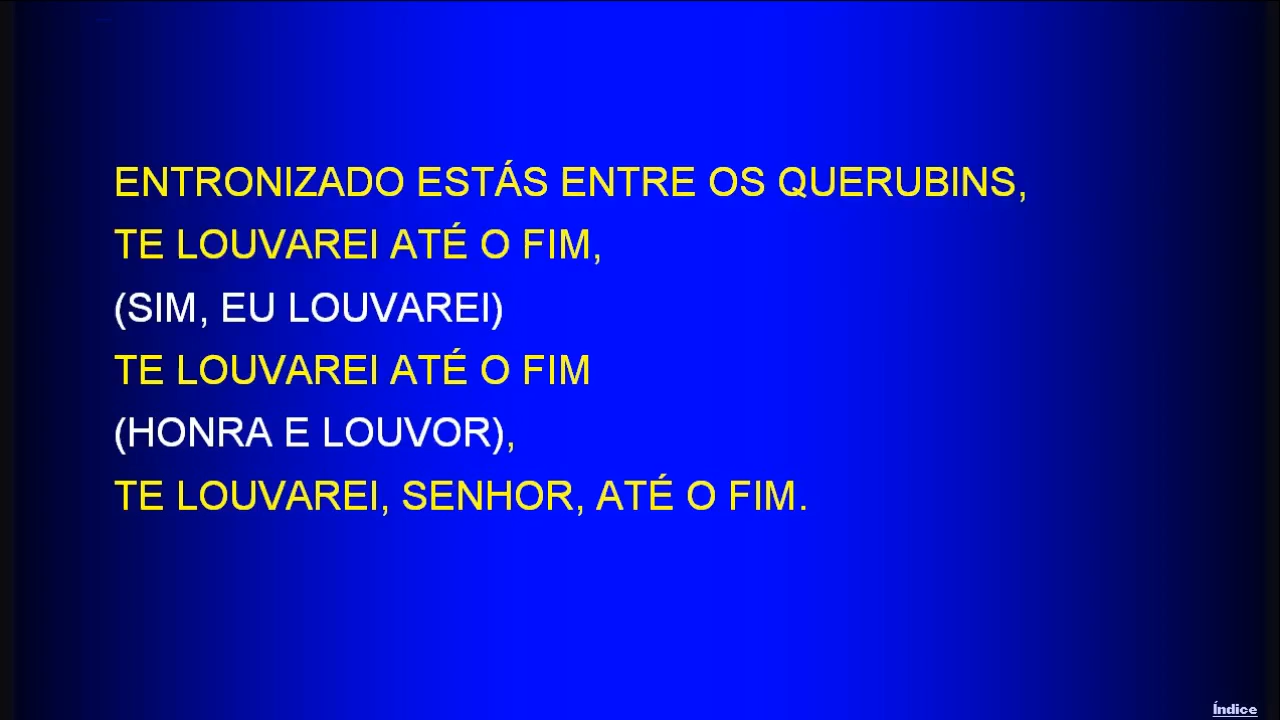 ENTRONIZADO ESTÁS ENTRE OS QUERUBINS,
TE LOUVAREI ATÉ O FIM,
(SIM, EU LOUVAREI)
TE LOUVAREI ATÉ O FIM
(HONRA E LOUVOR),
TE LOUVAREI, SENHOR, ATÉ O FIM.
Índice